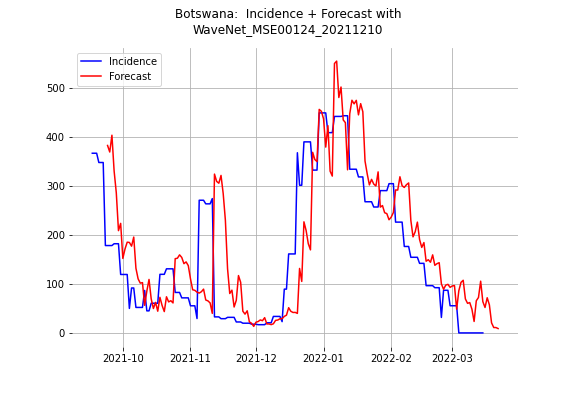 Botswana:  Incidence + Forecast with
WaveNet_MSE00124_20211210
Incidence
Forecast
500
400
300
200
100
0
2021-10 2021-11 2021-12 2022-01 2022-02 2022-03